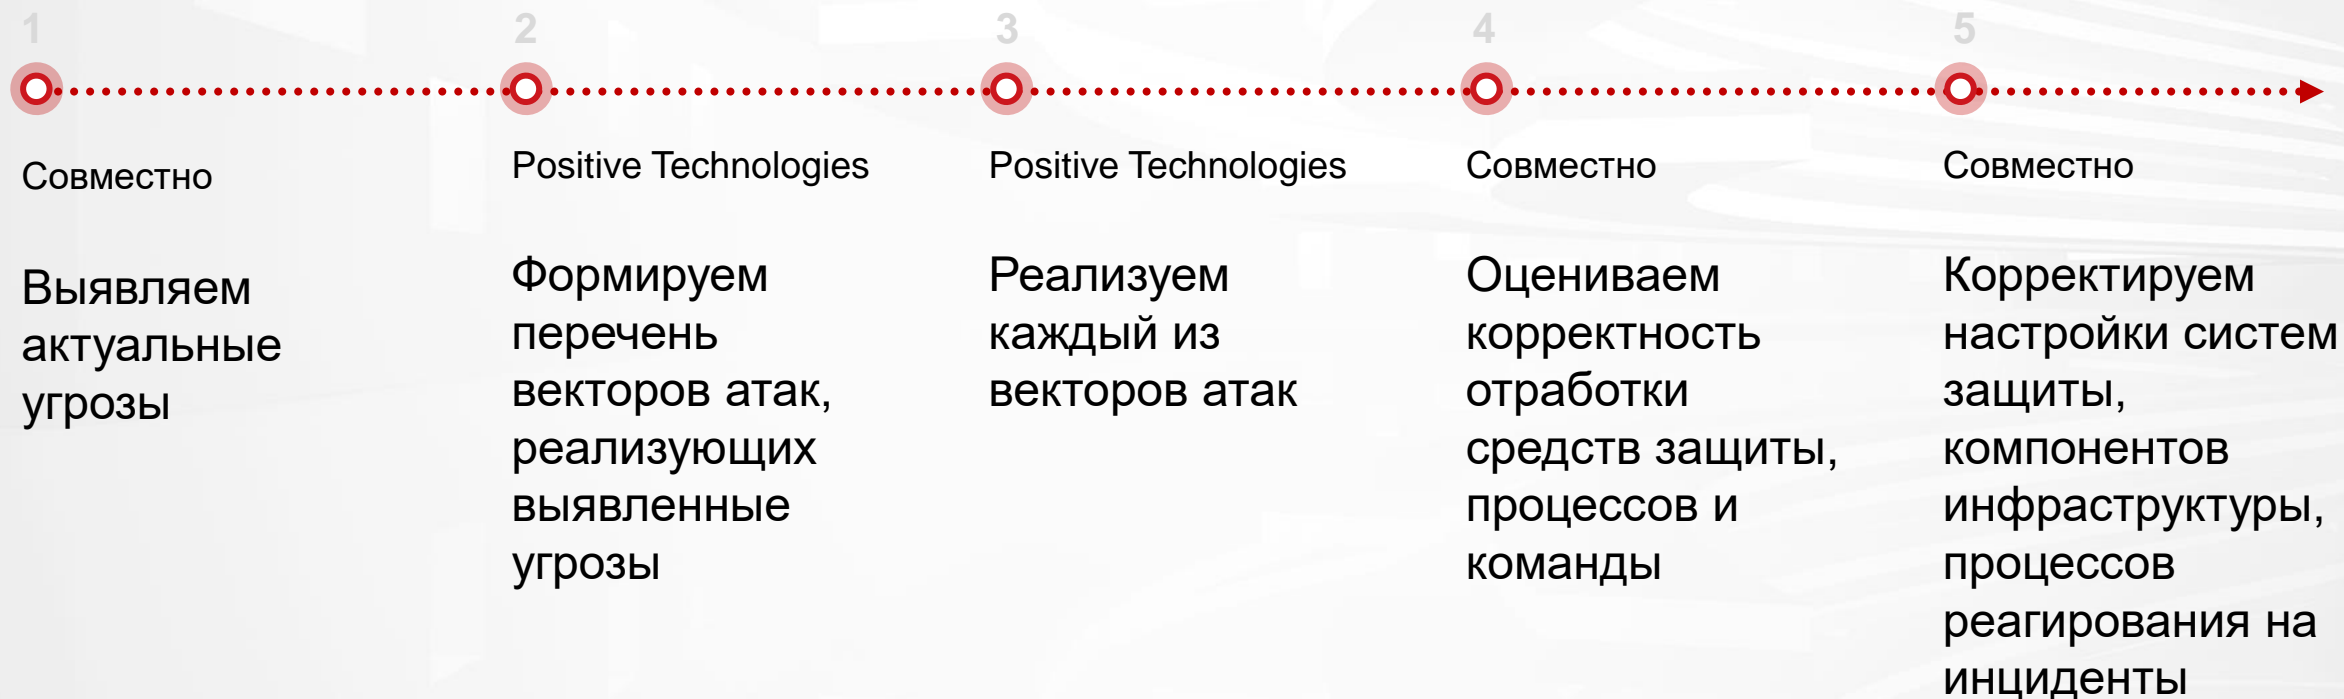 1
Совместно
Выявляем
актуальные
угрозы
2
Positive Technologies
Формируем
перечень
векторов атак,
реализующих
выявленные
угрозы
3
Positive Technologies
Реализуем
каждый из
векторов атак
4
Совместно
Оцениваем
корректность
отработки
средств защиты,
процессов и
команды
5
Совместно
Корректируем
настройки систем
защиты,
компонентов
инфраструктуры,
процессов
реагирования на
инциденты